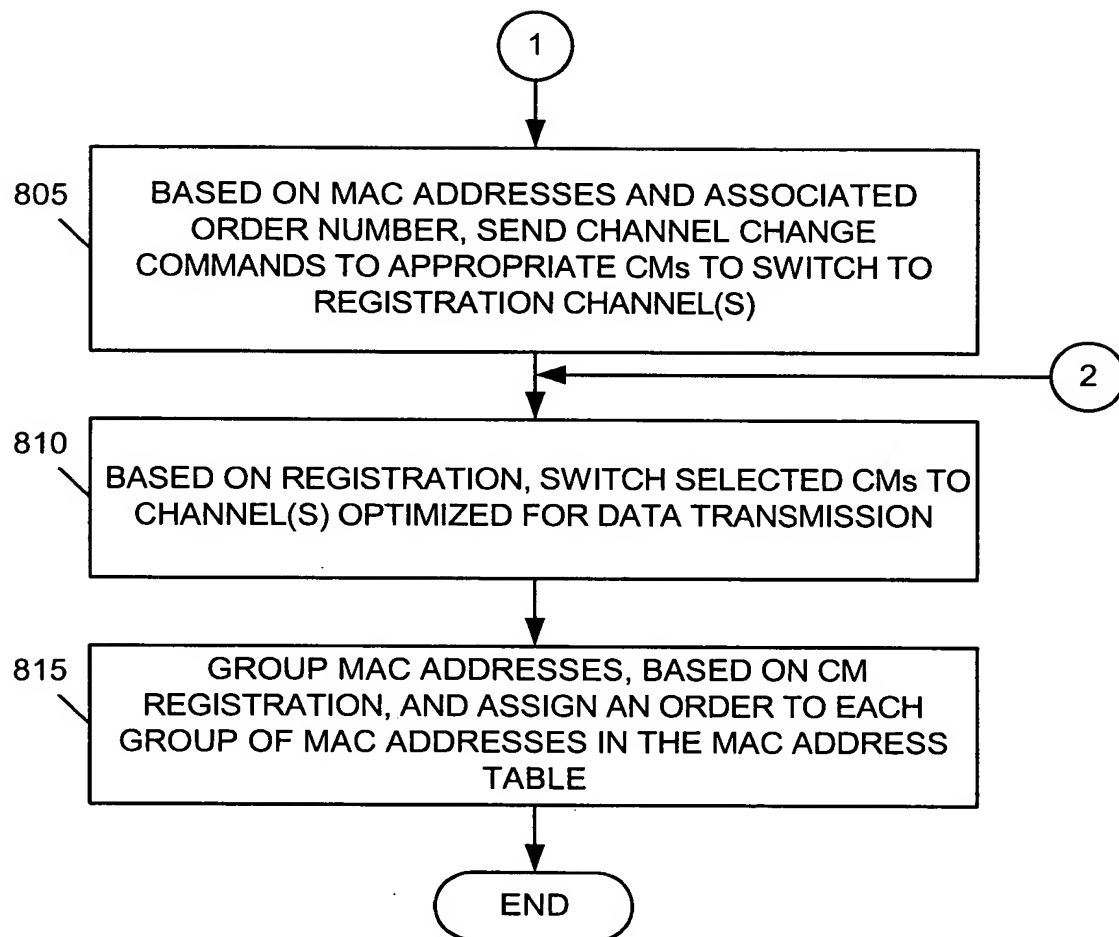 1
805
BASED ON MAC ADDRESSES AND ASSOCIATED
ORDER NUMBER, SEND CHANNEL CHANGE
COMMANDS TO APPROPRIATE CMs TO SWITCH TO
REGISTRATION CHANNEL(S)
2
810
BASED ON REGISTRATION, SWITCH SELECTED CMs TO
CHANNEL(S) OPTIMIZED FOR DATA TRANSMISSION
815
GROUP MAC ADDRESSES, BASED ON CM
REGISTRATION, AND ASSIGN AN ORDER TO EACH
GROUP OF MAC ADDRESSES IN THE MAC ADDRESS
TABLE
END